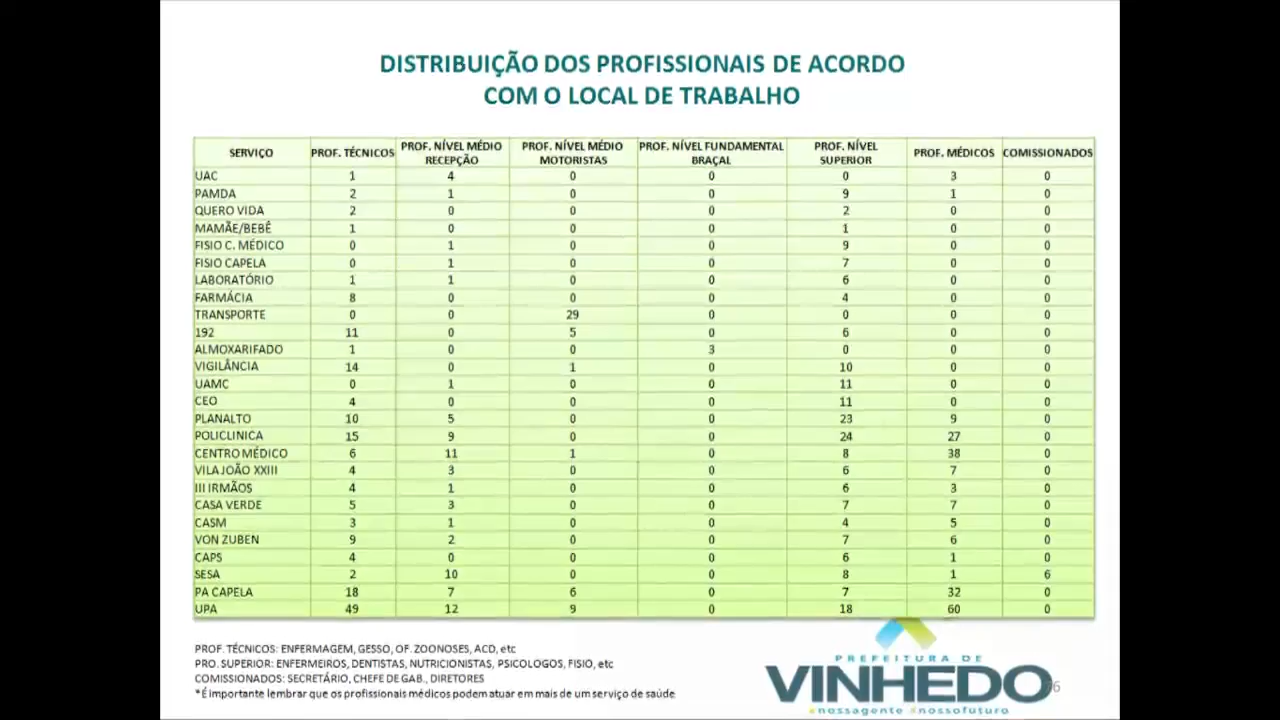 DISTRIBUIÇÃO DOS PROFISSIONAIS DE ACORDO
COM O LOCAL DE TRABALHO
SERVIÇO PROF. TÉCNICOS PROF. NÍVEL MÉDIO RECEPÇÃO PROF. NÍVEL MÉDIO MOTORISTAS PROF. NÍVEL FUNDAMENTAL BRAÇAL PROF. NÍVEL SUPERIOR PROF. MÉDICOS COMISSIONADOS
UAC 1 4 0 0 0 3 0
PAMDA 2 1 0 0 9 1 0
QUERO VIDA 2 0 0 0 2 0 0
MAMÃE/BEBÊ 1 0 0 0 1 0 0
FISIO C. MÉDICO 0 1 0 0 9 0 0
FISIO CAPELA 0 1 0 0 7 0 0
LABORATÓRIO 1 1 0 0 6 0 0
FARMÁCIA 8 0 0 0 4 0 0
TRANSPORTE 0 0 29 0 0 0 0
192 11 0 5 0 6 0 0
ALMOXARIFADO 1 0 0 3 0 0 0
VIGILÂNCIA 14 0 1 0 10 0 0
UAMC 0 1 0 0 11 0 0
CEO 4 0 0 0 11 0 0
PLANALTO 10 5 0 0 23 9 0
POLICLINICA 15 9 0 0 24 27 0
CENTRO MÉDICO 6 11 1 0 8 38 0
VILA JOÃO XXIII 4 3 0 0 6 7 0
III IRMÃOS 4 1 0 0 6 3 0
CASA VERDE 5 3 0 0 7 7 0
CASM 3 1 0 0 4 5 0
VON ZUBEN 9 2 0 0 7 6 0
CAPS 4 0 0 0 6 1 0
SESA 2 10 0 0 8 1 6
PA CAPELA 18 7 6 0 7 32 0
UPA 49 12 9 0 18 60 0
PROF. TÉCNICOS: ENFERMAGEM, GESSO, OF. ZOONOSES, ACD, etc
PRO. SUPERIOR: ENFERMEIROS, DENTISTAS, NUTRICIONISTAS, PSICOLOGOS, FISIO, etc
COMISSIONADOS: SECRETÁRIO, CHEFE DE GAB., DIRETORES
*É importante lembrar que os profissionais médicos podem atuar em mais de um serviço de saúde
PREFEITURA DE
VINHEDO
#nossagente #nossofuturo